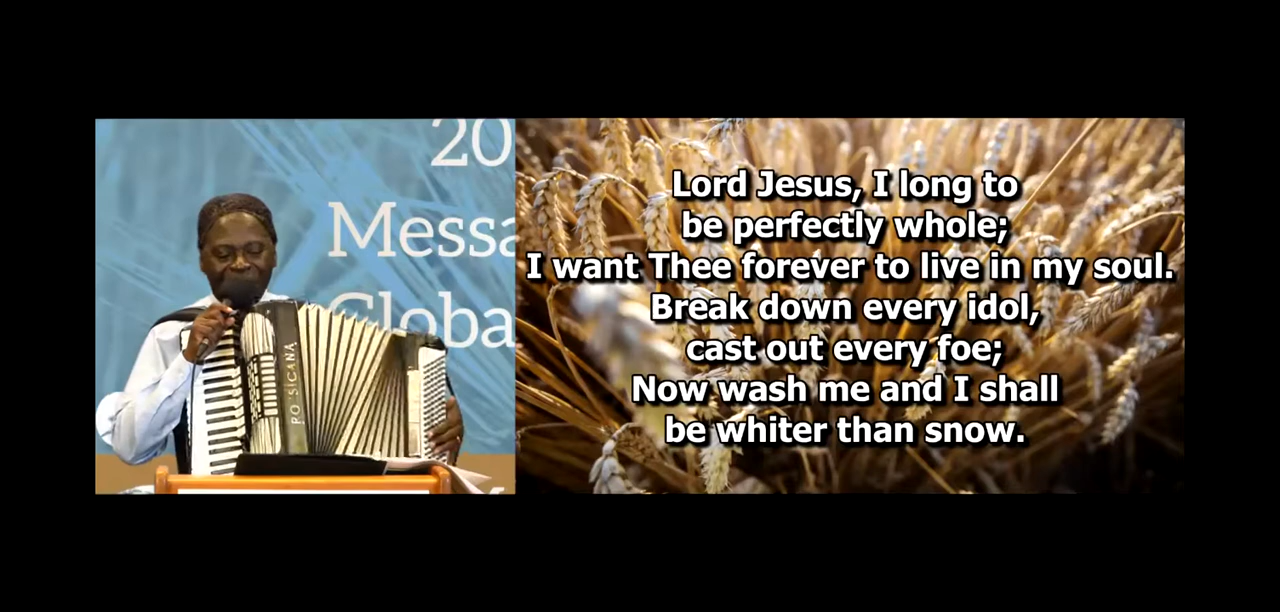 20
Messa
Globa
PO SICANA
Lord Jesus, I long to
be perfectly whole;
I want Thee forever to live in my soul.
Break down every idol,
cast out every foe;
Now wash me and I shall
be whiter than snow.